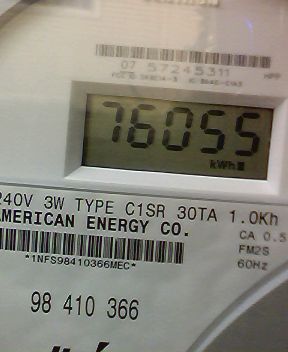 07 57245311
HPP
76055
kWh
240V 3W TYPE C1SR 30TA 1.0Kh
AMERICAN ENERGY CO.
CA 0.5
FM2S
*1NFS98410366MEC*
60Hz
98 410 366